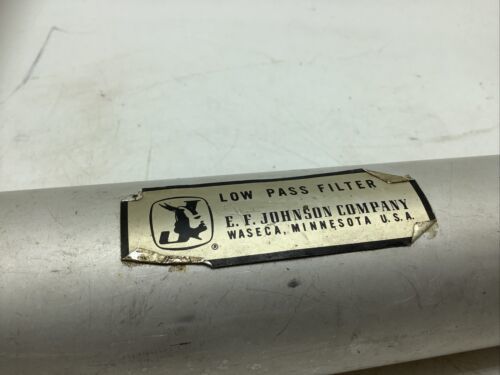 LOW PASS FILTER
E. F. JOHNSON COMPANY
WASECA, MINNESOTA U.S.A.
J
®